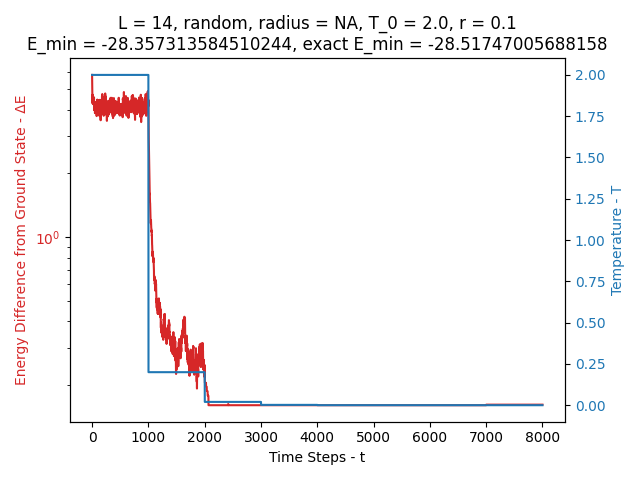 L = 14, random, radius = NA, T_0 = 2.0, r = 0.1
E_min = -28.357313584510244, exact E_min = -28.51747005688158
Energy Difference from Ground State - ΔE
10^0
2.00
1.75
1.50
1.25
1.00
0.75
0.50
0.25
0.00
Temperature - T
0 1000 2000 3000 4000 5000 6000 7000 8000
Time Steps - t